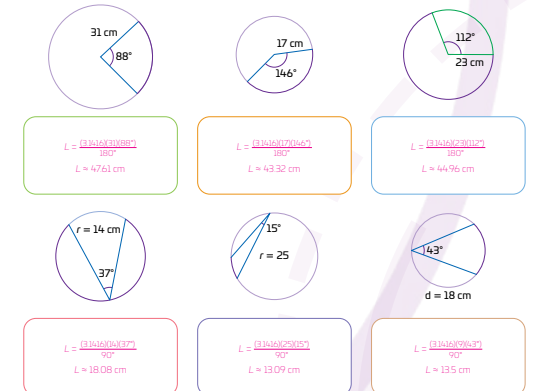 31 cm
88°
17 cm
146°
112°
23 cm
L = (3.1416)(31)(88°)
180°
L ≈ 47.61 cm
L = (3.1416)(17)(146°)
180°
L ≈ 43.32 cm
L = (3.1416)(23)(112°)
180°
L ≈ 44.96 cm
r = 14 cm
37°
15°
r = 25
43°
d = 18 cm
L = (3.1416)(14)(37°)
90°
L ≈ 18.08 cm
L = (3.1416)(25)(15°)
90°
L ≈ 13.09 cm
L = (3.1416)(9)(43°)
90°
L ≈ 13.5 cm